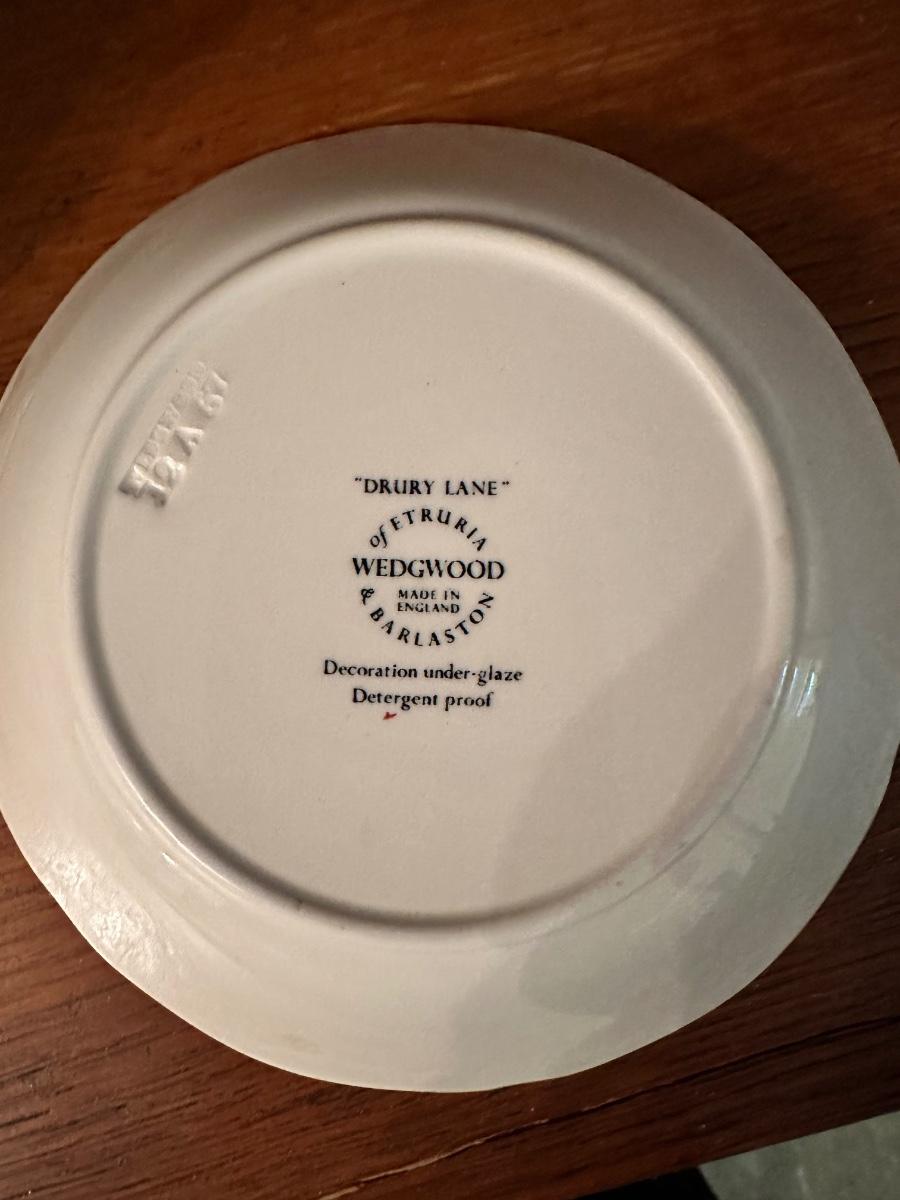 "DRURY LANE"
of ETRURIA
WEDGWOOD
MADE IN
ENGLAND
& BARLASTON
Decoration under-glaze
Detergent proof